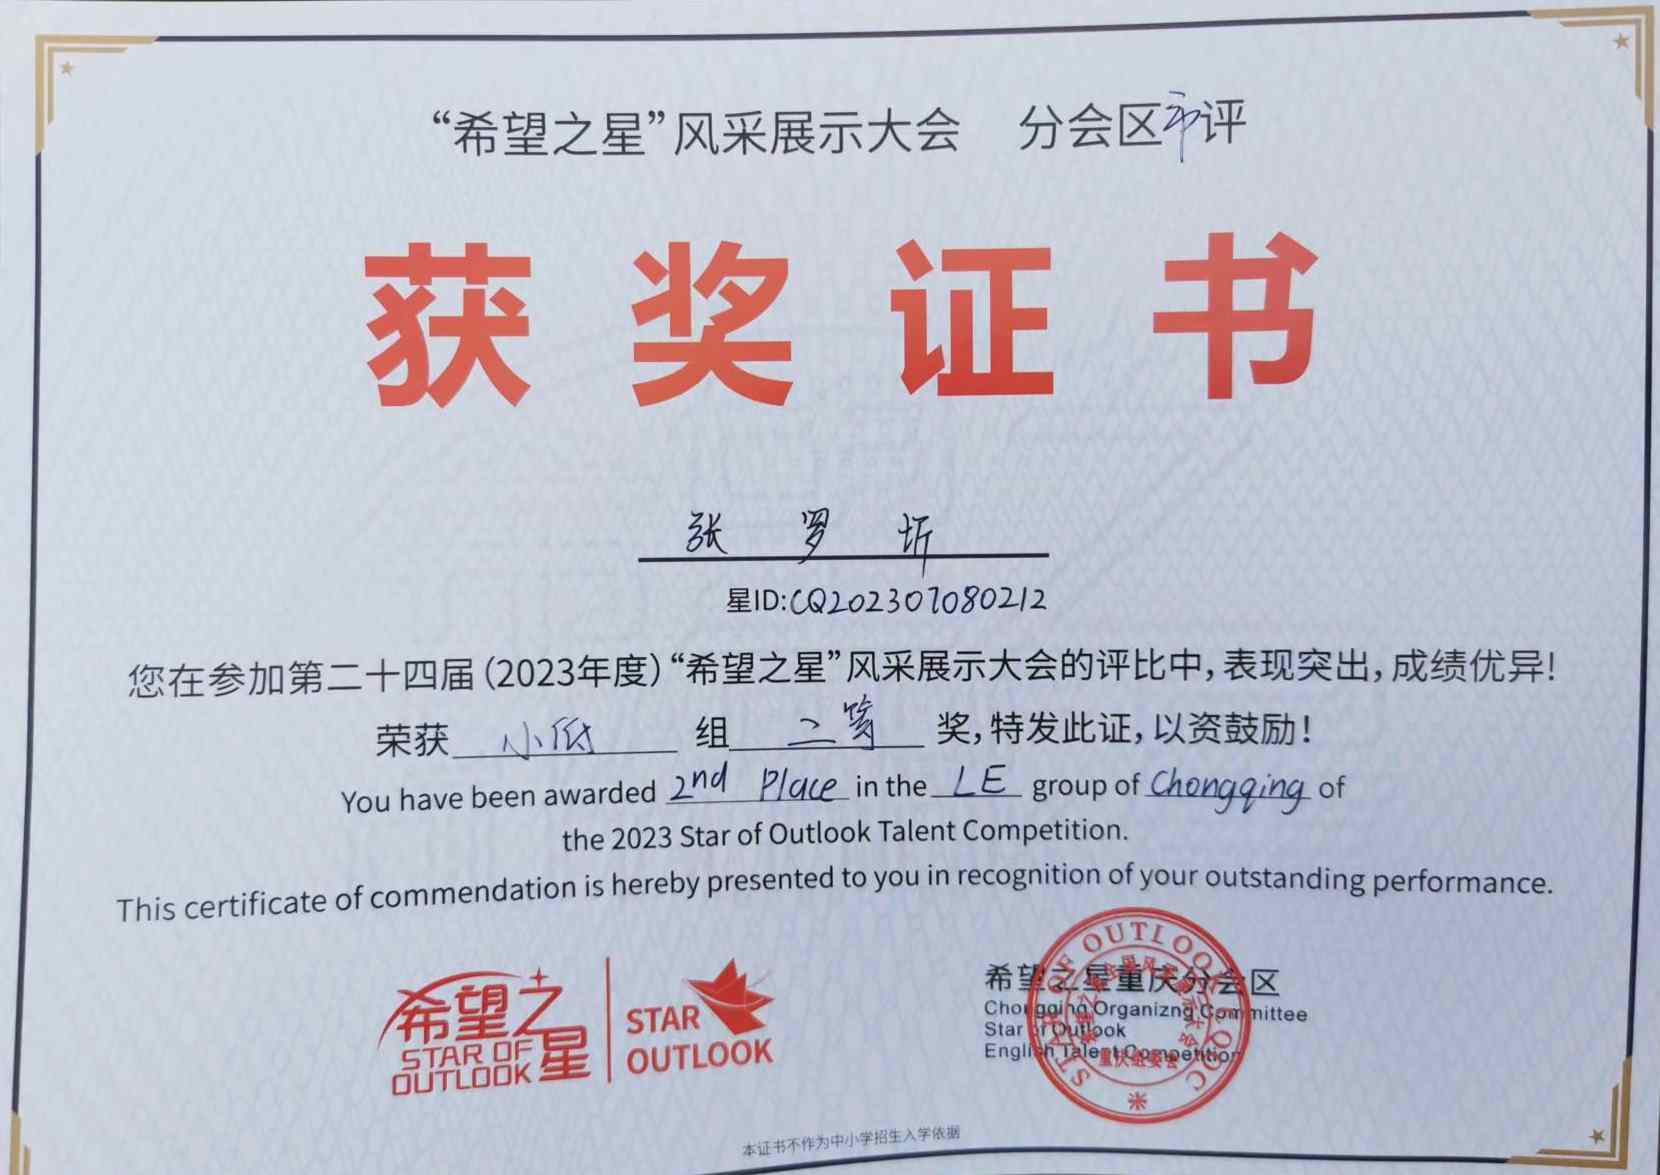 “希望之星”风采展示大会 分会区市评
获奖证书
张罗圻
星ID:CQ202307080212
您在参加第二十四届(2023年度)“希望之星”风采展示大会的评比中,表现突出,成绩优异!
荣获 小低 组 二等 奖,特发此证,以资鼓励!
You have been awarded 2nd Place in the LE group of Chongqing of
the 2023 Star of Outlook Talent Competition.
This certificate of commendation is hereby presented to you in recognition of your outstanding performance.
希望之星
STAR OF
OUTLOOK
STAR
OUTLOOK
希望之星重庆分会区
Chongqing Organizng Committee
Star of Outlook
English Talent Competition
STAR OF OUTLOOK
重庆组委会
本证书不作为中小学招生入学依据